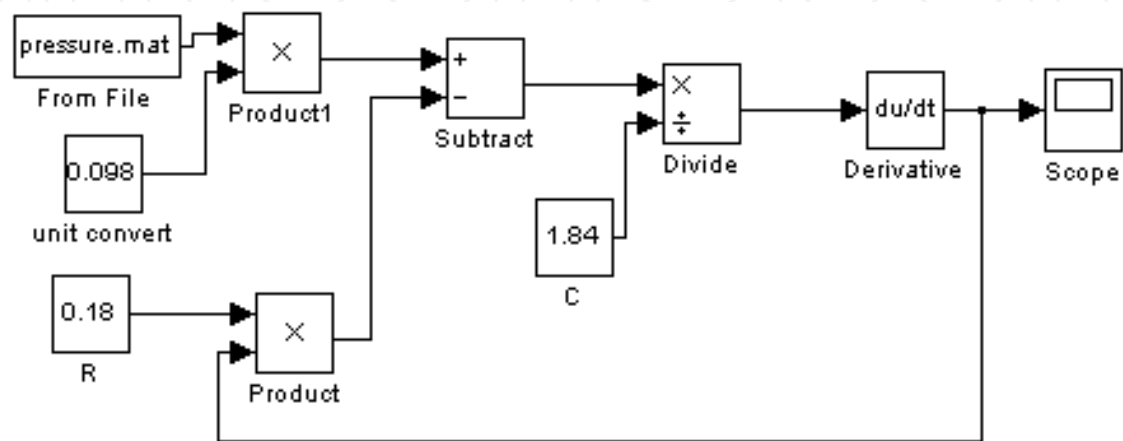 pressure.mat
From File
×
Product1
0.098
unit convert
+
−
Subtract
×
÷
Divide
du/dt
Derivative
Scope
1.84
C
0.18
R
×
Product